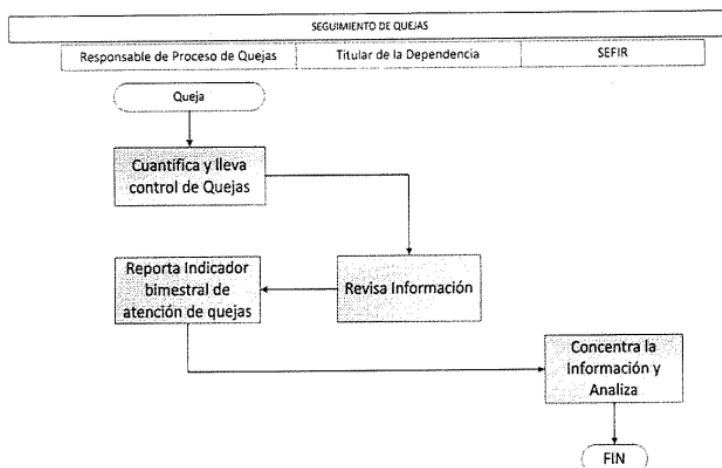 SEGUIMIENTO DE QUEJAS
Responsable de Proceso de Quejas
Titular de la Dependencia
SEFIR
Queja
Cuantifica y lleva
control de Quejas
Reporta Indicador
bimestral de
atención de quejas
Revisa Información
Concentra la
Información y
Analiza
FIN